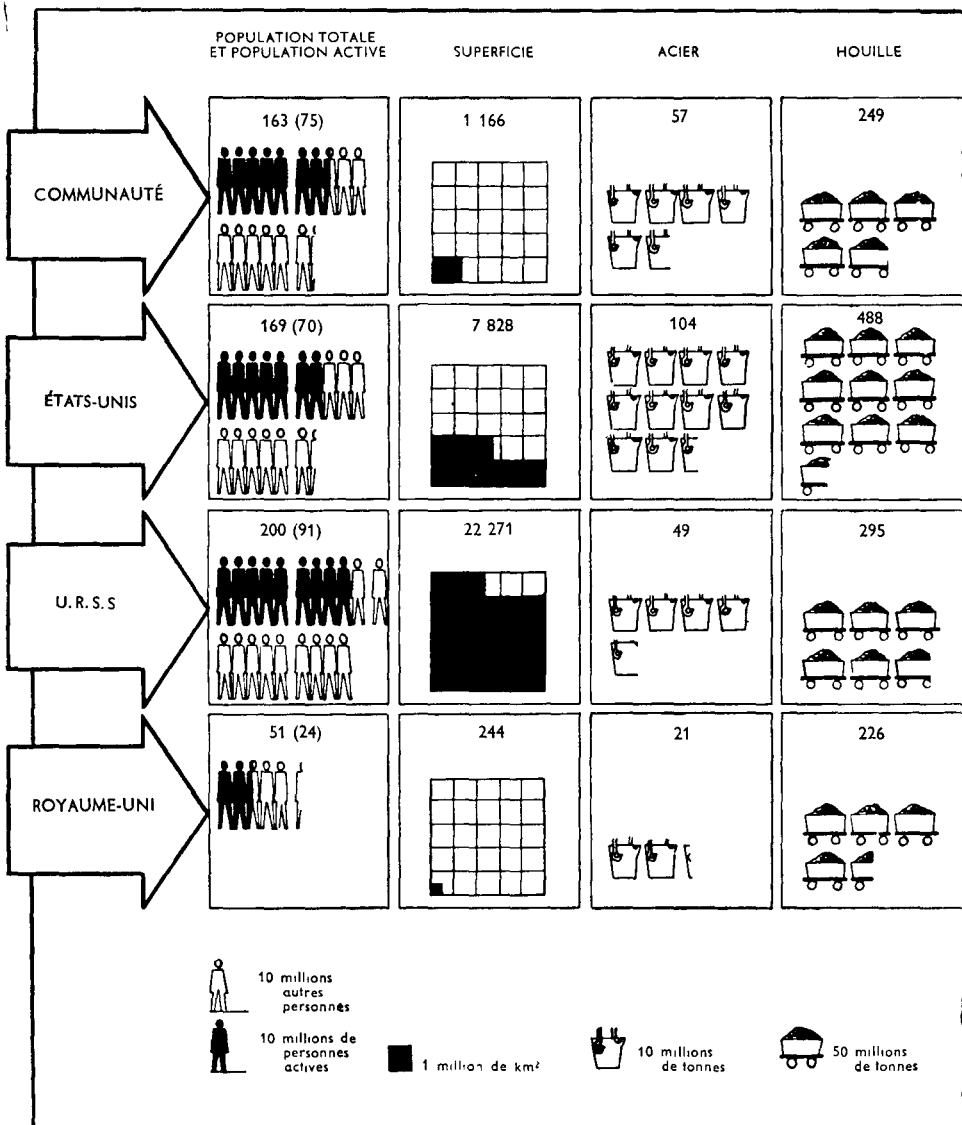 POPULATION TOTALE
ET POPULATION ACTIVE
SUPERFICIE
ACIER
HOUILLE
COMMUNAUTÉ
163 (75)
1 166
57
249
ÉTATS-UNIS
169 (70)
7 828
104
488
U.R.S.S
200 (91)
22 271
49
295
ROYAUME-UNI
51 (24)
244
21
226
10 millions
autres
personnes
10 millions de
personnes
actives
1 million de km²
10 millions
de tonnes
50 millions
de tonnes